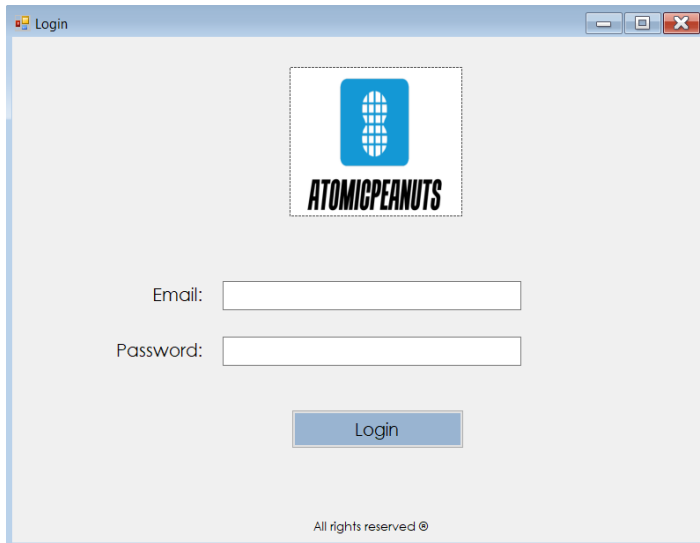 Login
ATOMICPEANUTS
Email:
Password:
Login
All rights reserved ®